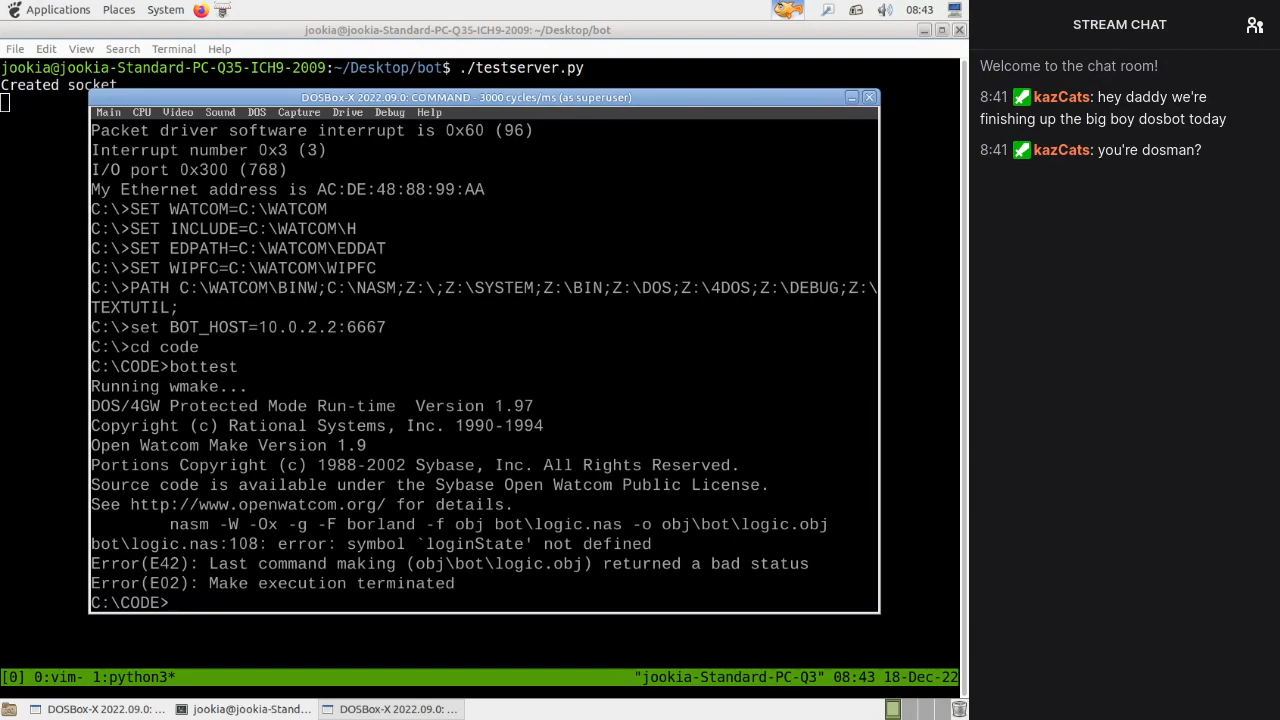 Applications Places System 08:43
jookia@jookia-Standard-PC-Q35-ICH9-2009: ~/Desktop/bot
File Edit View Search Terminal Help
jookia@jookia-Standard-PC-Q35-ICH9-2009:~/Desktop/bot$ ./testserver.py
Created socket
DOSBox-X 2022.09.0: COMMAND - 3000 cycles/ms (as superuser)
Main CPU Video Sound DOS Capture Drive Debug Help
Packet driver software interrupt is 0x60 (96)
Interrupt number 0x3 (3)
I/O port 0x300 (768)
My Ethernet address is AC:DE:48:88:99:AA
C:\>SET WATCOM=C:\WATCOM
C:\>SET INCLUDE=C:\WATCOM\H
C:\>SET EDPATH=C:\WATCOM\EDDAT
C:\>SET WIPFC=C:\WATCOM\WIPFC
C:\>PATH C:\WATCOM\BINW;C:\NASM;Z:\;Z:\SYSTEM;Z:\BIN;Z:\DOS;Z:\4DOS;Z:\DEBUG;Z:\
TEXTUTIL;
C:\>set BOT_HOST=10.0.2.2:6667
C:\>cd code
C:\CODE>bottest
Running wmake...
DOS/4GW Protected Mode Run-time  Version 1.97
Copyright (c) Rational Systems, Inc. 1990-1994
Open Watcom Make Version 1.9
Portions Copyright (c) 1988-2002 Sybase, Inc. All Rights Reserved.
Source code is available under the Sybase Open Watcom Public License.
See http://www.openwatcom.org/ for details.
nasm -W -Ox -g -F borland -f obj bot\logic.nas -o obj\bot\logic.obj
bot\logic.nas:108: error: symbol `loginState' not defined
Error(E42): Last command making (obj\bot\logic.obj) returned a bad status
Error(E02): Make execution terminated
C:\CODE>
[0] 0:vim- 1:python3* "jookia-Standard-PC-Q3" 08:43 18-Dec-22
DOSBox-X 2022.09.0: ... jookia@jookia-Standard... DOSBox-X 2022.09.0: ...
STREAM CHAT
Welcome to the chat room!
8:41 kazCats: hey daddy we're
finishing up the big boy dosbot today
8:41 kazCats: you're dosman?